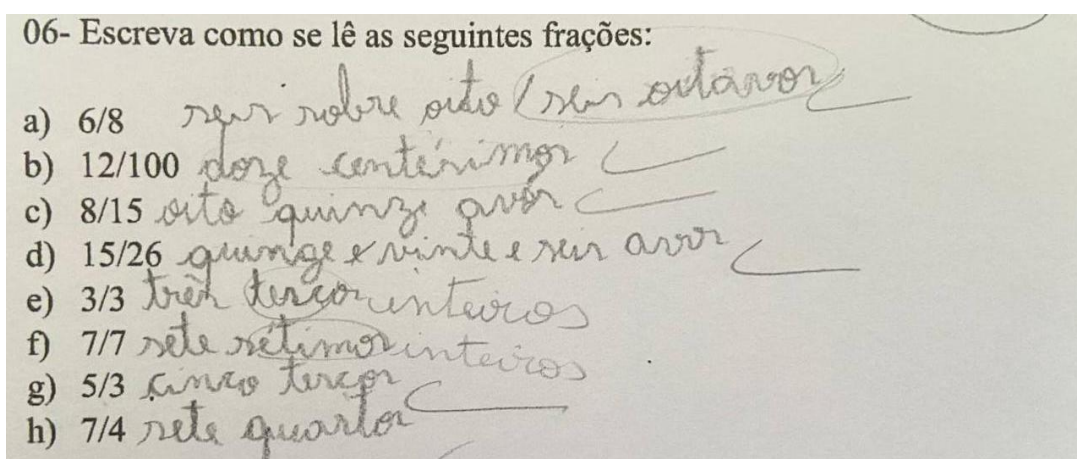 06- Escreva como se lê as seguintes frações:
a) 6/8 seis sobre oito / seis oitavos
b) 12/100 doze centésimos
c) 8/15 oito quinze avos
d) 15/26 quinze e vinte e seis avos
e) 3/3 três terços inteiros
f) 7/7 sete sétimos inteiros
g) 5/3 cinco terços
h) 7/4 sete quartos